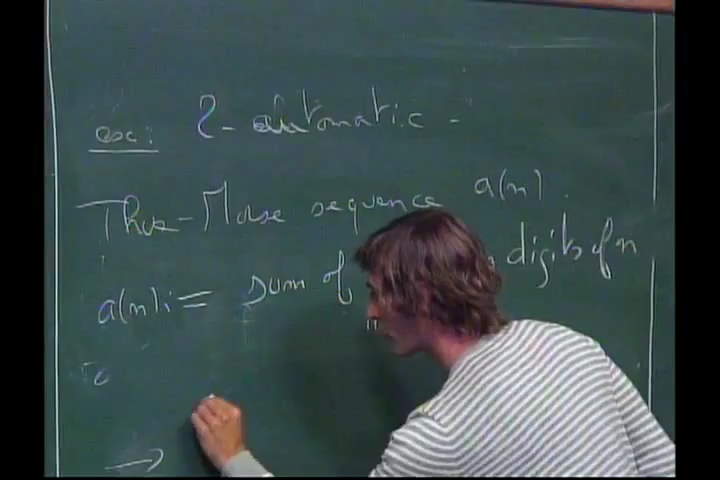 ex: 2-automatic -
Thue-Morse sequence a(n).
a(n) := sum of digits of n
→